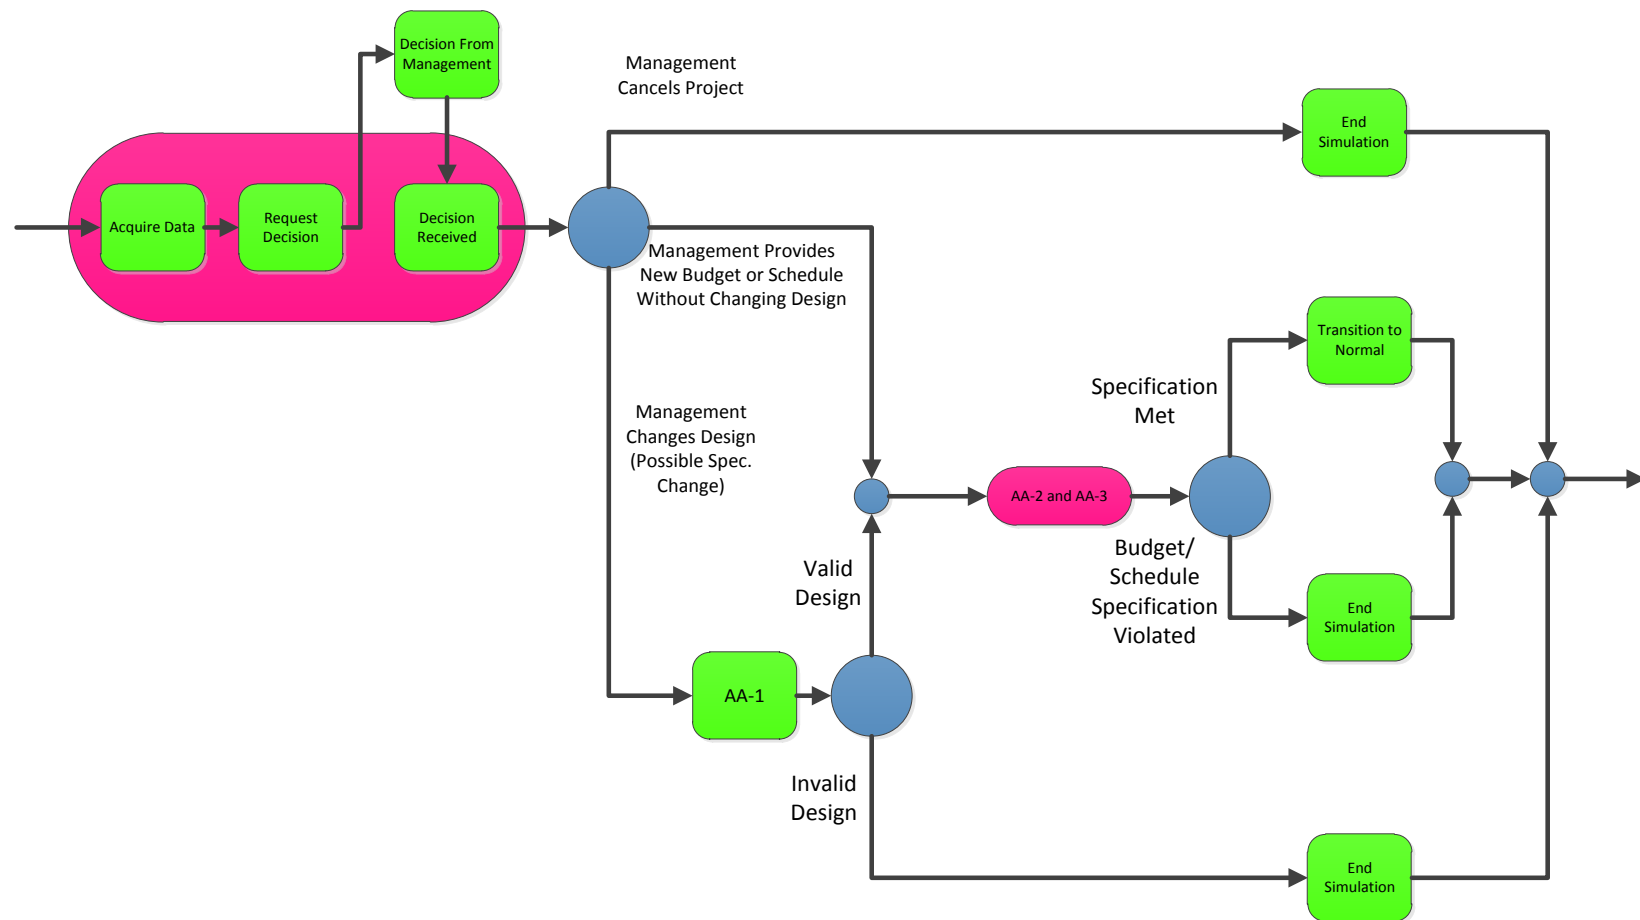 Decision From
Management
Management
Cancels Project
End
Simulation
Acquire Data
Request
Decision
Decision
Received
Management Provides
New Budget or Schedule
Without Changing Design
Transition to
Normal
Specification
Met
Management
Changes Design
(Possible Spec.
Change)
AA-2 and AA-3
Budget/
Schedule
Specification
Violated
Valid
Design
End
Simulation
AA-1
Invalid
Design
End
Simulation